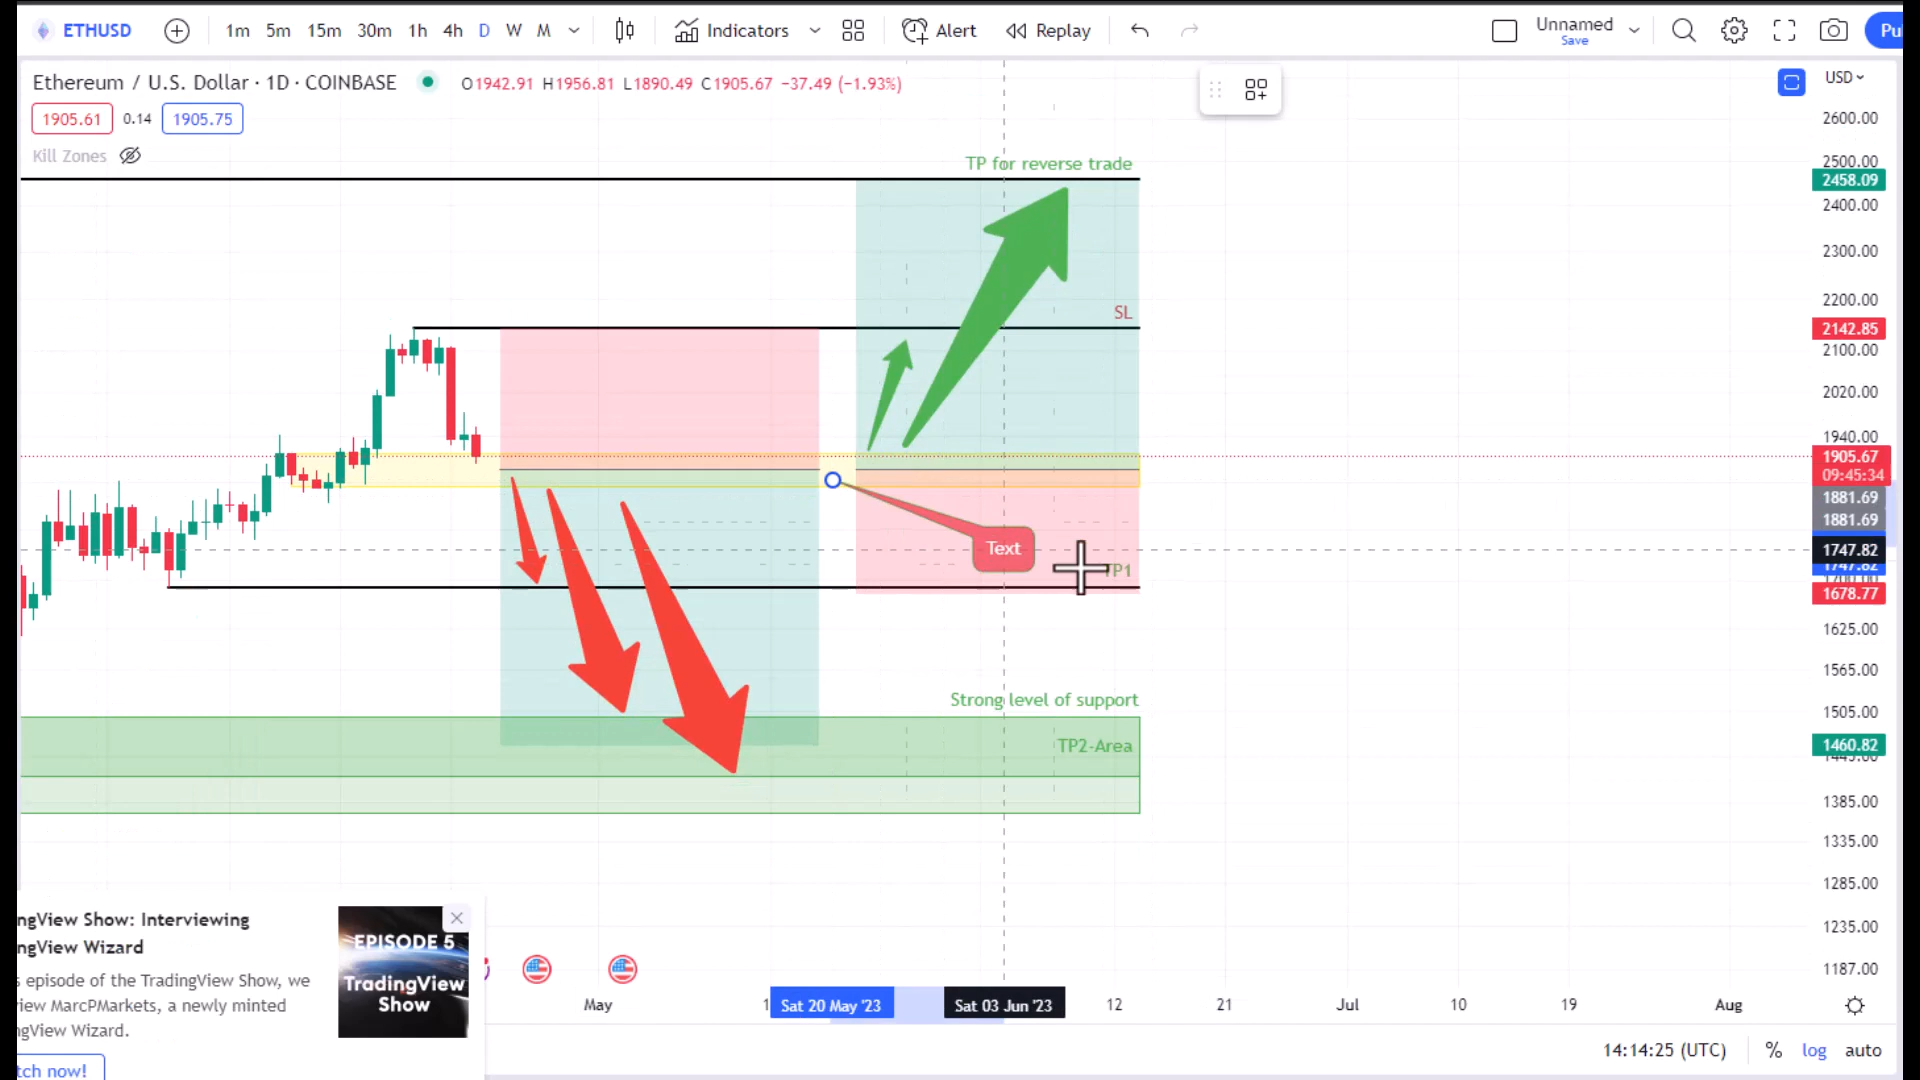 ETHUSD 1m 5m 15m 30m 1h 4h D W M Indicators Alert Replay Unnamed Save Pu
Ethereum / U.S. Dollar · 1D · COINBASE O1942.91 H1956.81 L1890.49 C1905.67 −37.49 (−1.93%) USD
1905.61 0.14 1905.75
Kill Zones
TP for reverse trade
SL
Text
TP1
Strong level of support
TP2-Area
2600.00
2500.00
2458.09
2400.00
2300.00
2200.00
2142.85
2100.00
2020.00
1940.00
1905.67
09:45:34
1881.69
1881.69
1747.82
1747.82
1700.00
1678.77
1625.00
1565.00
1505.00
1460.82
1445.00
1385.00
1335.00
1285.00
1235.00
1187.00
ngView Show: Interviewing
ngView Wizard
s episode of the TradingView Show, we
iew MarcPMarkets, a newly minted
ngView Wizard.
tch now!
EPISODE 5
TradingView
Show
May 1 Sat 20 May '23 Sat 03 Jun '23 12 21 Jul 10 19 Aug
14:14:25 (UTC) % log auto